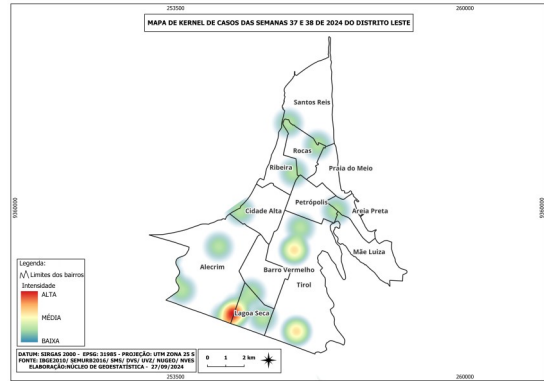 253500
260000
MAPA DE KERNEL DE CASOS DAS SEMANAS 37 E 38 DE 2024 DO DISTRITO LESTE
Santos Reis
Rocas
Ribeira
Praia do Meio
Petrópolis
Cidade Alta
Areia Preta
9360000
9360000
Mãe Luiza
Alecrim
Barro Vermelho
Tirol
Lagoa Seca
Legenda:
Limites dos bairros
Intensidade
ALTA
MÉDIA
BAIXA
DATUM: SIRGAS 2000 - EPSG: 31985 - PROJEÇÃO: UTM ZONA 25 S
FONTE: IBGE2010/ SEMURB2016/ SMS/ DVS/ UVZ/ NUGEO/ NVES
ELABORAÇÃO:NÚCLEO DE GEOESTATÍSTICA - 27/09/2024
0 1 2 km
253500
260000